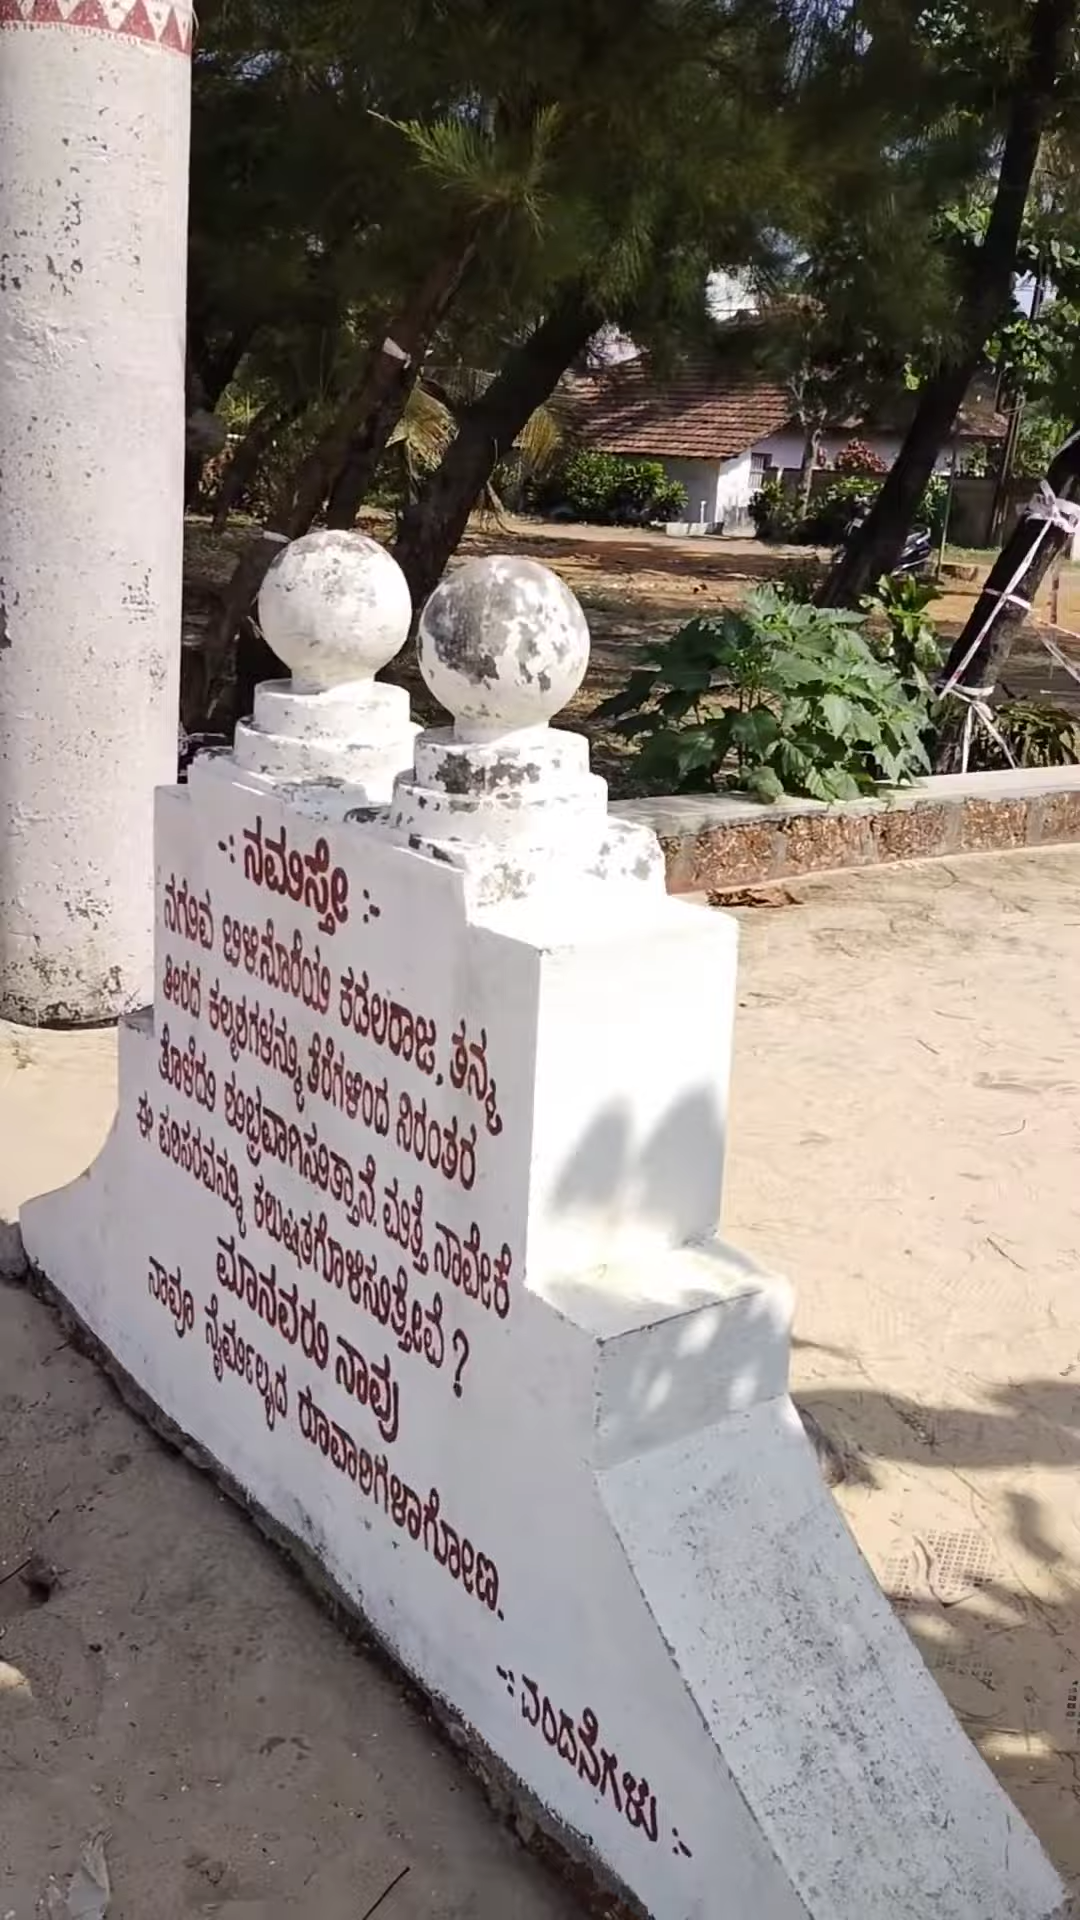 -: ನಮಸ್ತೇ :-
ನಗುವ ಬಿಳಿನೊರೆಯ ಕಡಲರಾಜ, ತನ್ನ
ತೀರದ ಕಲ್ಮಶಗಳನ್ನು ತೆರೆಗಳಿಂದ ನಿರಂತರ
ತೊಳೆದು ಶುಭ್ರವಾಗಿಸುತ್ತಾನೆ. ಮತ್ತೆ ನಾವೇಕೆ
ಈ ಪರಿಸರವನ್ನು ಕಲುಷಿತಗೊಳಿಸುತ್ತೇವೆ ?
ಮಾನವರು ನಾವು
ನಾವೂ ನೈರ್ಮಲ್ಯದ ರೂವಾರಿಗಳಾಗೋಣ.
-: ವಂದನೆಗಳು :-